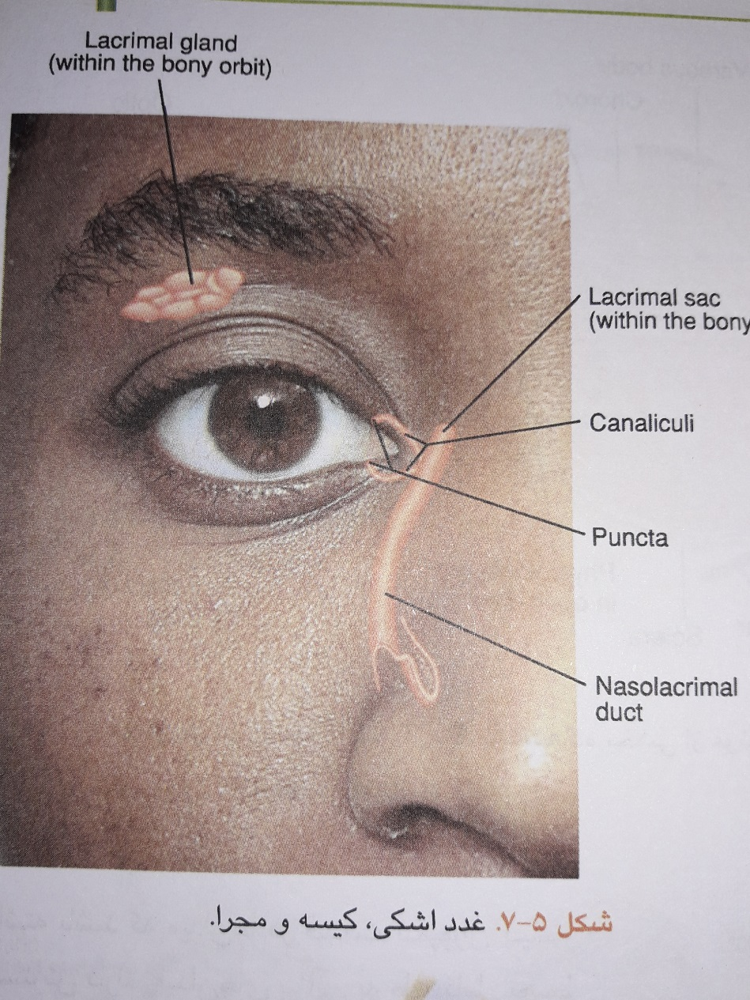 Lacrimal gland
(within the bony orbit)
Lacrimal sac
(within the bony
Canaliculi
Puncta
Nasolacrimal
duct
شکل ۵-۷. غدد اشکی، کیسه و مجرا.